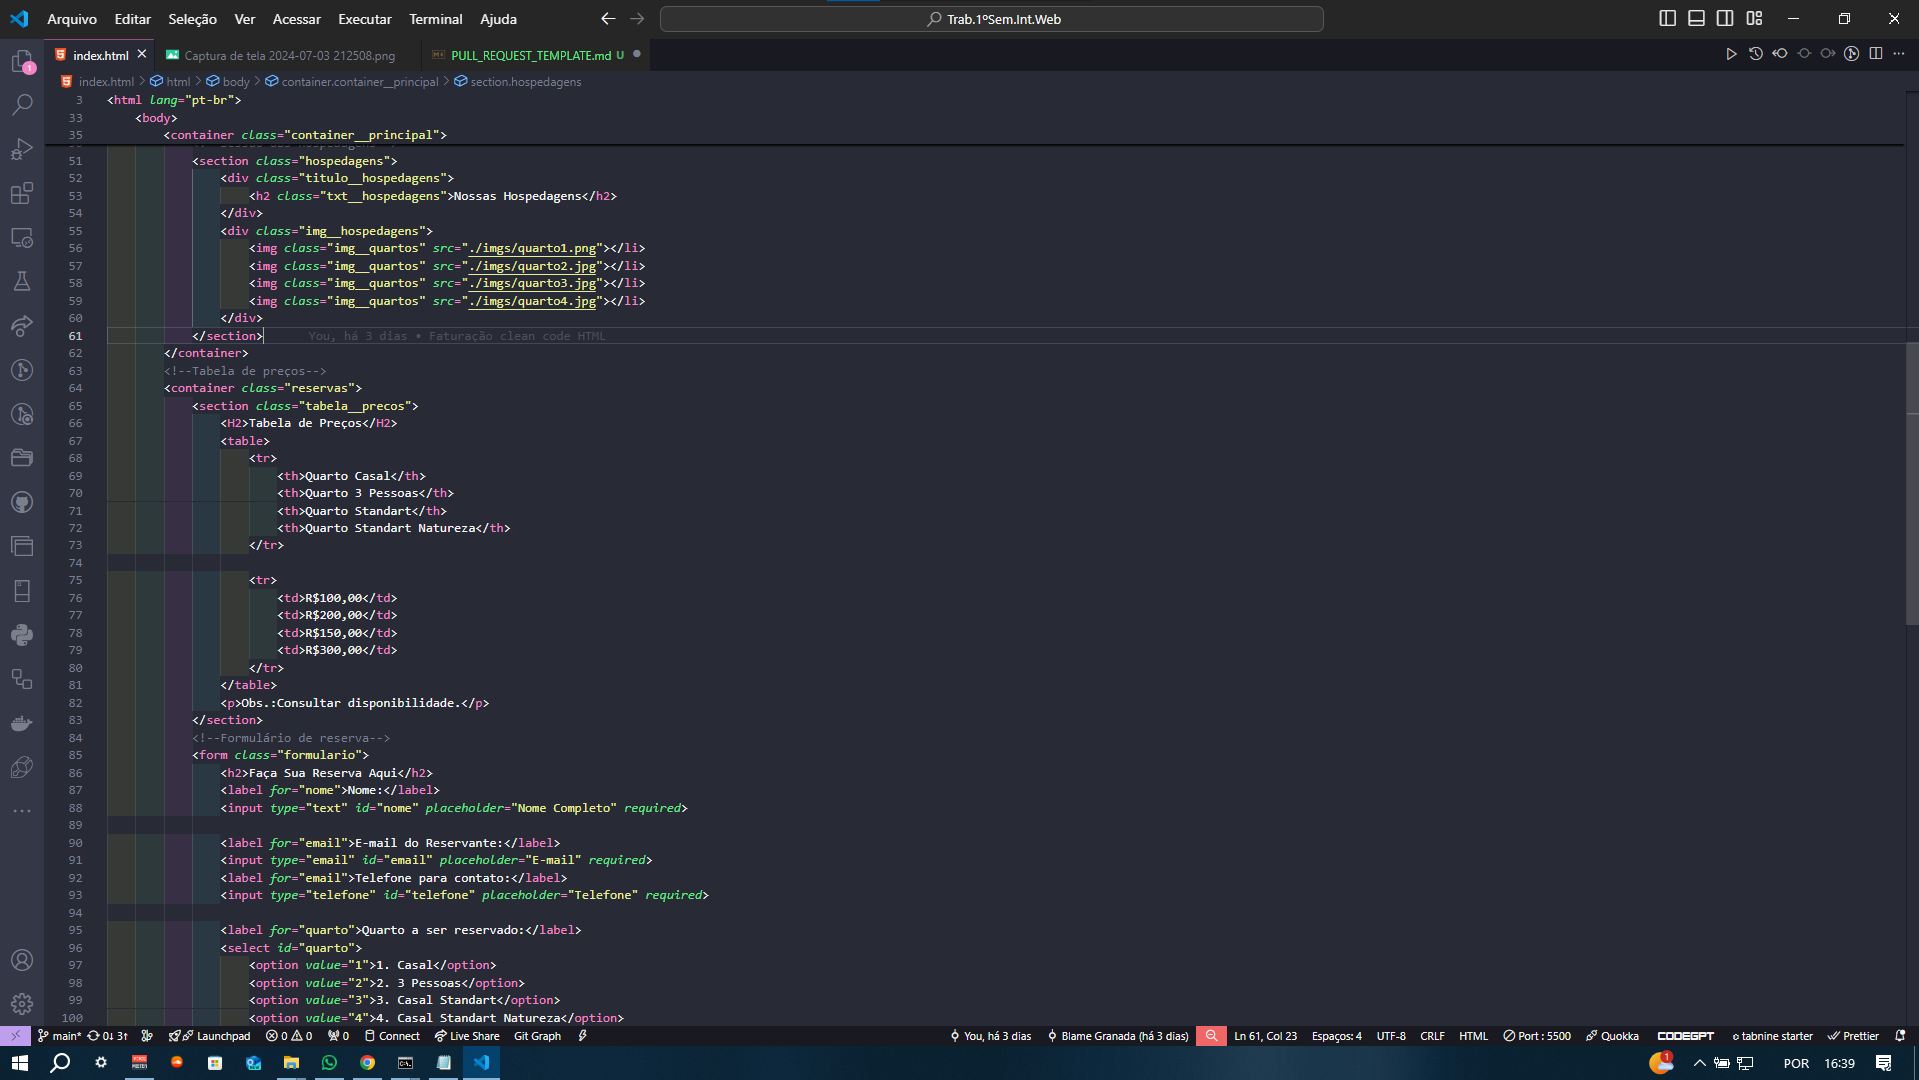 Arquivo Editar Seleção Ver Acessar Executar Terminal Ajuda
Trab.1ºSem.Int.Web
index.html
Captura de tela 2024-07-03 212508.png
PULL_REQUEST_TEMPLATE.md U
index.html > html > body > container.container__principal > section.hospedagens
3 <html lang="pt-br">
33 <body>
35 <container class="container__principal">
51 <section class="hospedagens">
52 <div class="titulo__hospedagens">
53 <h2 class="txt__hospedagens">Nossas Hospedagens</h2>
54 </div>
55 <div class="img__hospedagens">
56 <img class="img__quartos" src="./imgs/quarto1.png"></li>
57 <img class="img__quartos" src="./imgs/quarto2.jpg"></li>
58 <img class="img__quartos" src="./imgs/quarto3.jpg"></li>
59 <img class="img__quartos" src="./imgs/quarto4.jpg"></li>
60 </div>
61 </section> You, há 3 dias • Faturação clean code HTML
62 </container>
63 <!--Tabela de preços-->
64 <container class="reservas">
65 <section class="tabela__precos">
66 <H2>Tabela de Preços</H2>
67 <table>
68 <tr>
69 <th>Quarto Casal</th>
70 <th>Quarto 3 Pessoas</th>
71 <th>Quarto Standart</th>
72 <th>Quarto Standart Natureza</th>
73 </tr>
74
75 <tr>
76 <td>R$100,00</td>
77 <td>R$200,00</td>
78 <td>R$150,00</td>
79 <td>R$300,00</td>
80 </tr>
81 </table>
82 <p>Obs.:Consultar disponibilidade.</p>
83 </section>
84 <!--Formulário de reserva-->
85 <form class="formulario">
86 <h2>Faça Sua Reserva Aqui</h2>
87 <label for="nome">Nome:</label>
88 <input type="text" id="nome" placeholder="Nome Completo" required>
89
90 <label for="email">E-mail do Reservante:</label>
91 <input type="email" id="email" placeholder="E-mail" required>
92 <label for="email">Telefone para contato:</label>
93 <input type="telefone" id="telefone" placeholder="Telefone" required>
94
95 <label for="quarto">Quarto a ser reservado:</label>
96 <select id="quarto">
97 <option value="1">1. Casal</option>
98 <option value="2">2. 3 Pessoas</option>
99 <option value="3">3. Casal Standart</option>
100 <option value="4">4. Casal Standart Natureza</option>
main* 0↓ 3↑ Launchpad 0 0 0 Connect Live Share Git Graph You, há 3 dias Blame Granada (há 3 dias) Ln 61, Col 23 Espaços: 4 UTF-8 CRLF HTML Port : 5500 Quokka CODEGPT tabnine starter Prettier
1 POR 16:39